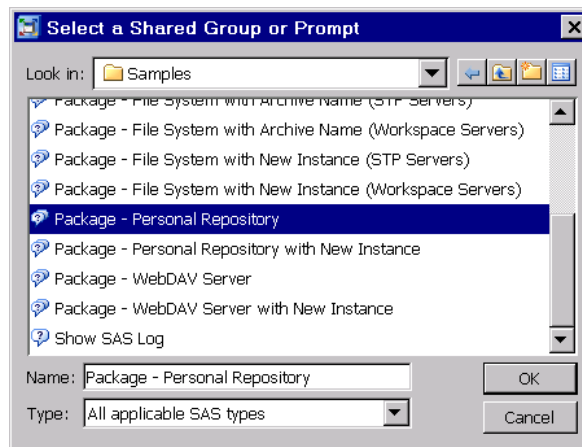 Select a Shared Group or Prompt
Look in: Samples
Package - File System with Archive Name (STP Servers)
Package - File System with Archive Name (Workspace Servers)
Package - File System with New Instance (STP Servers)
Package - File System with New Instance (Workspace Servers)
Package - Personal Repository
Package - Personal Repository with New Instance
Package - WebDAV Server
Package - WebDAV Server with New Instance
Show SAS Log
Name: Package - Personal Repository OK
Type: All applicable SAS types Cancel